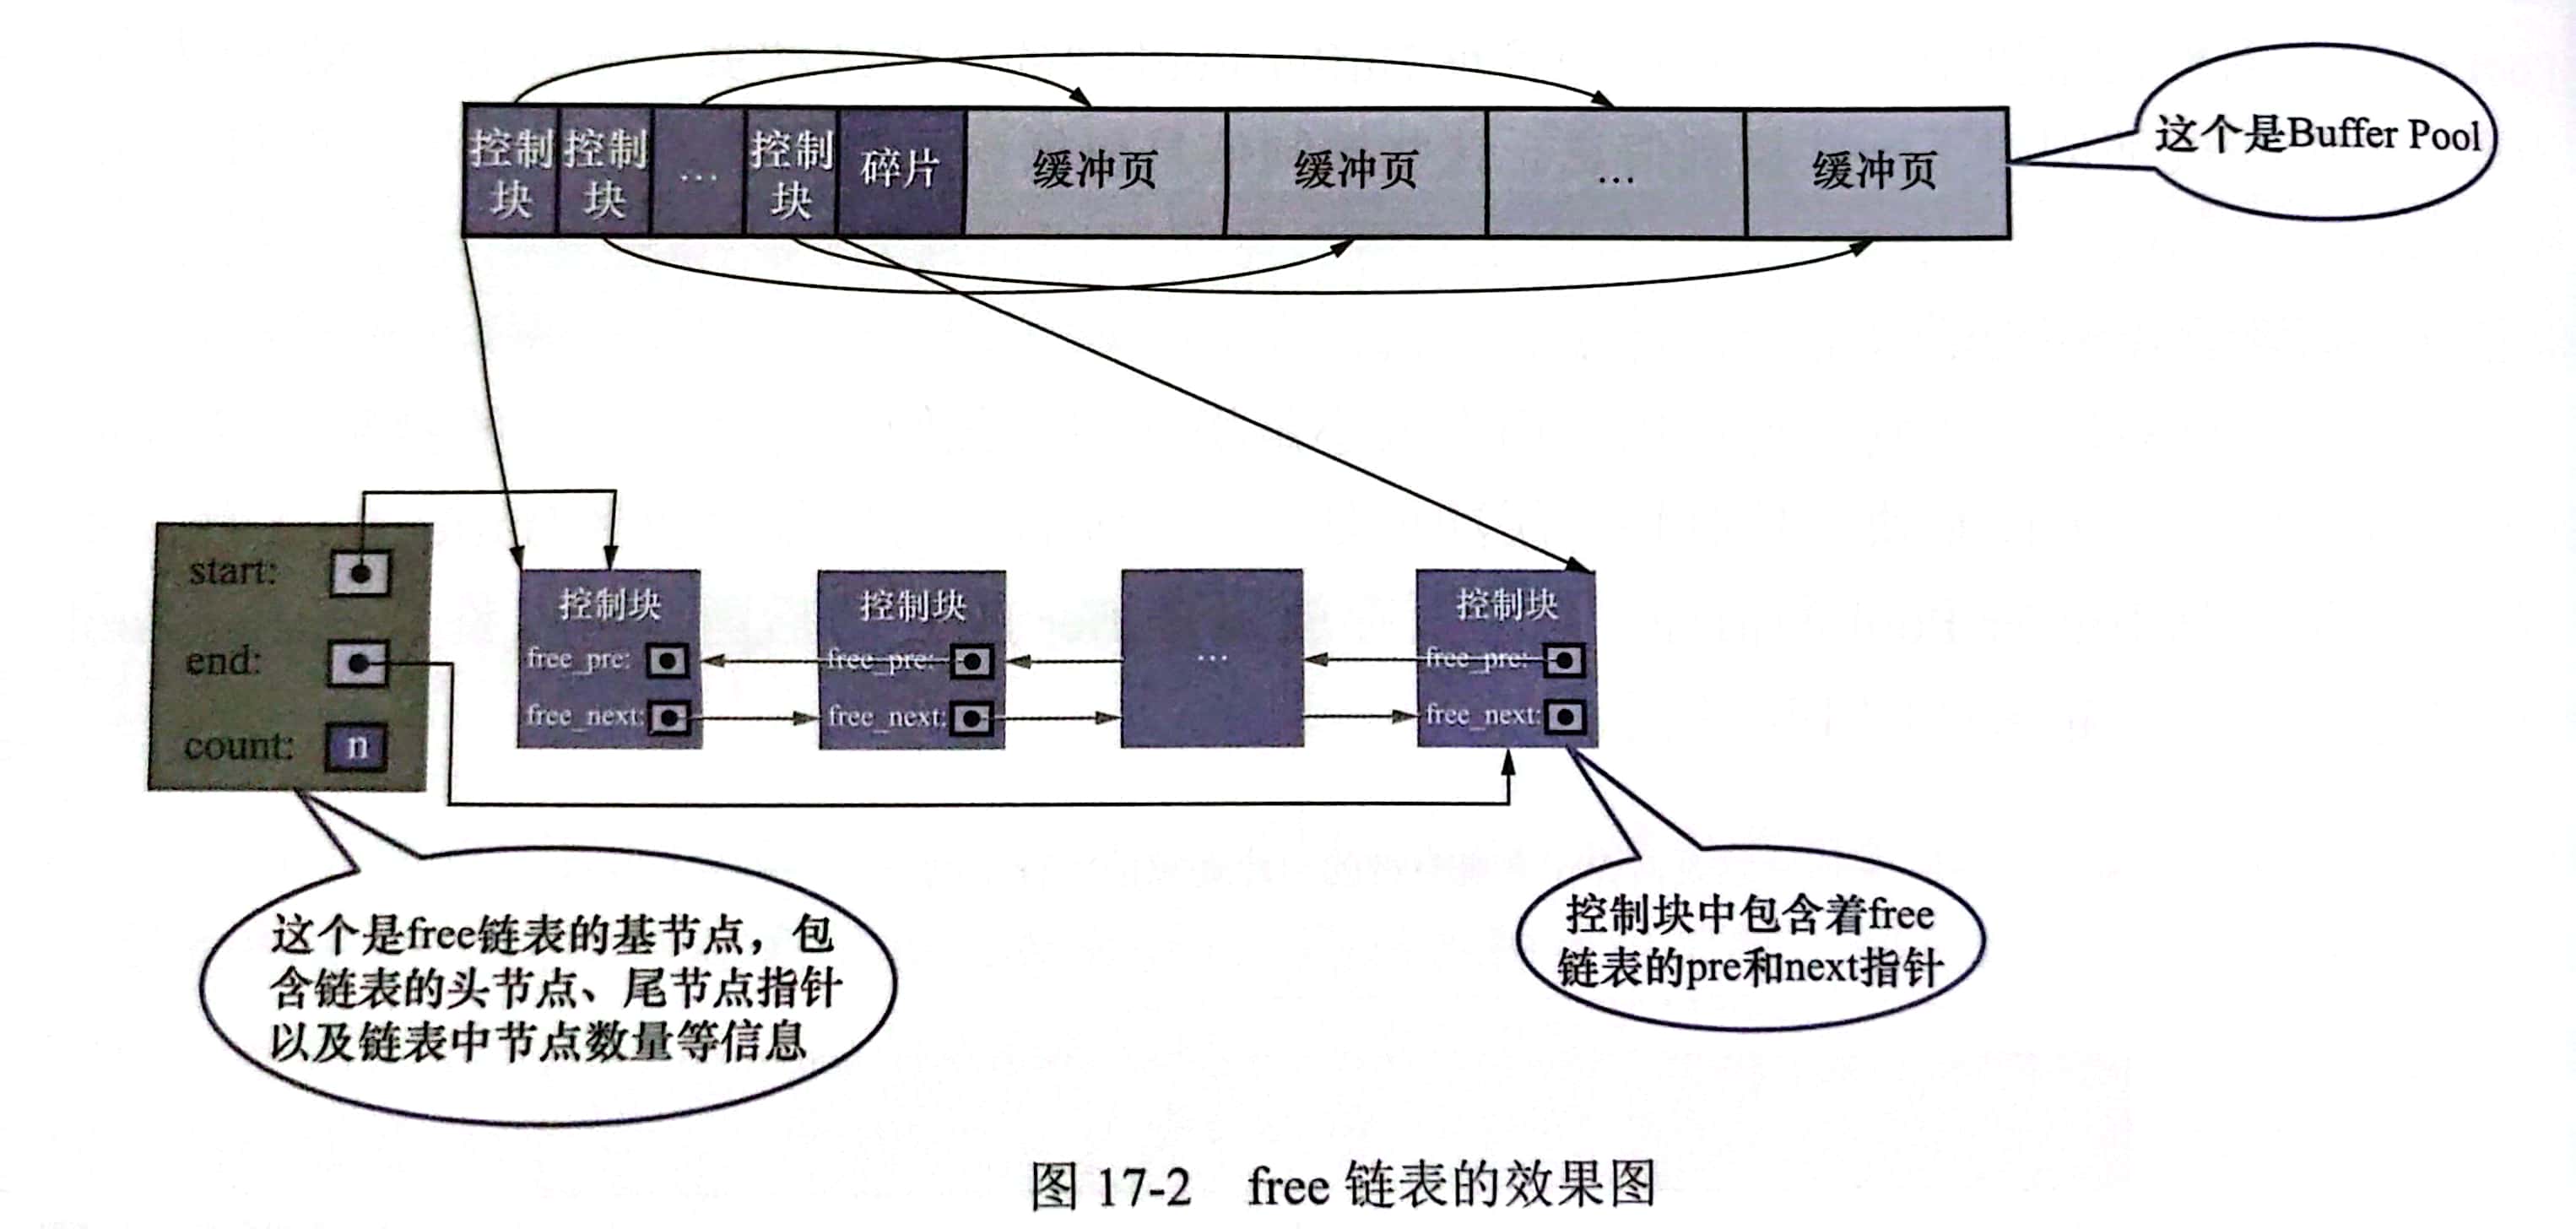 控制块
控制块
…
控制块
碎片
缓冲页
缓冲页
…
缓冲页
这个是Buffer Pool
start:
end:
count: n
控制块
free_pre:
free_next:
控制块
free_pre:
free_next:
…
控制块
free_pre:
free_next:
这个是free链表的基节点，包
含链表的头节点、尾节点指针
以及链表中节点数量等信息
控制块中包含着free
链表的pre和next指针
图 17-2 free 链表的效果图